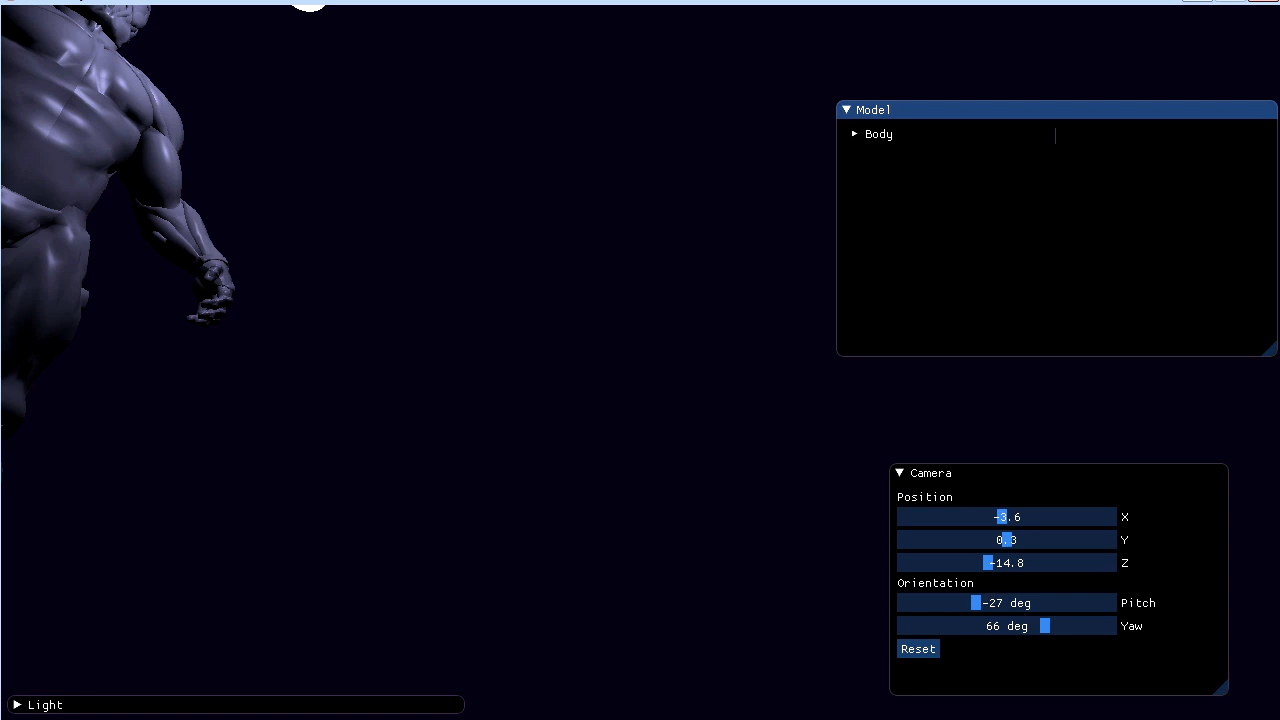 Model
Body
Camera
Position
-3.6 X
0.3 Y
-14.8 Z
Orientation
-27 deg Pitch
66 deg Yaw
Reset
Light